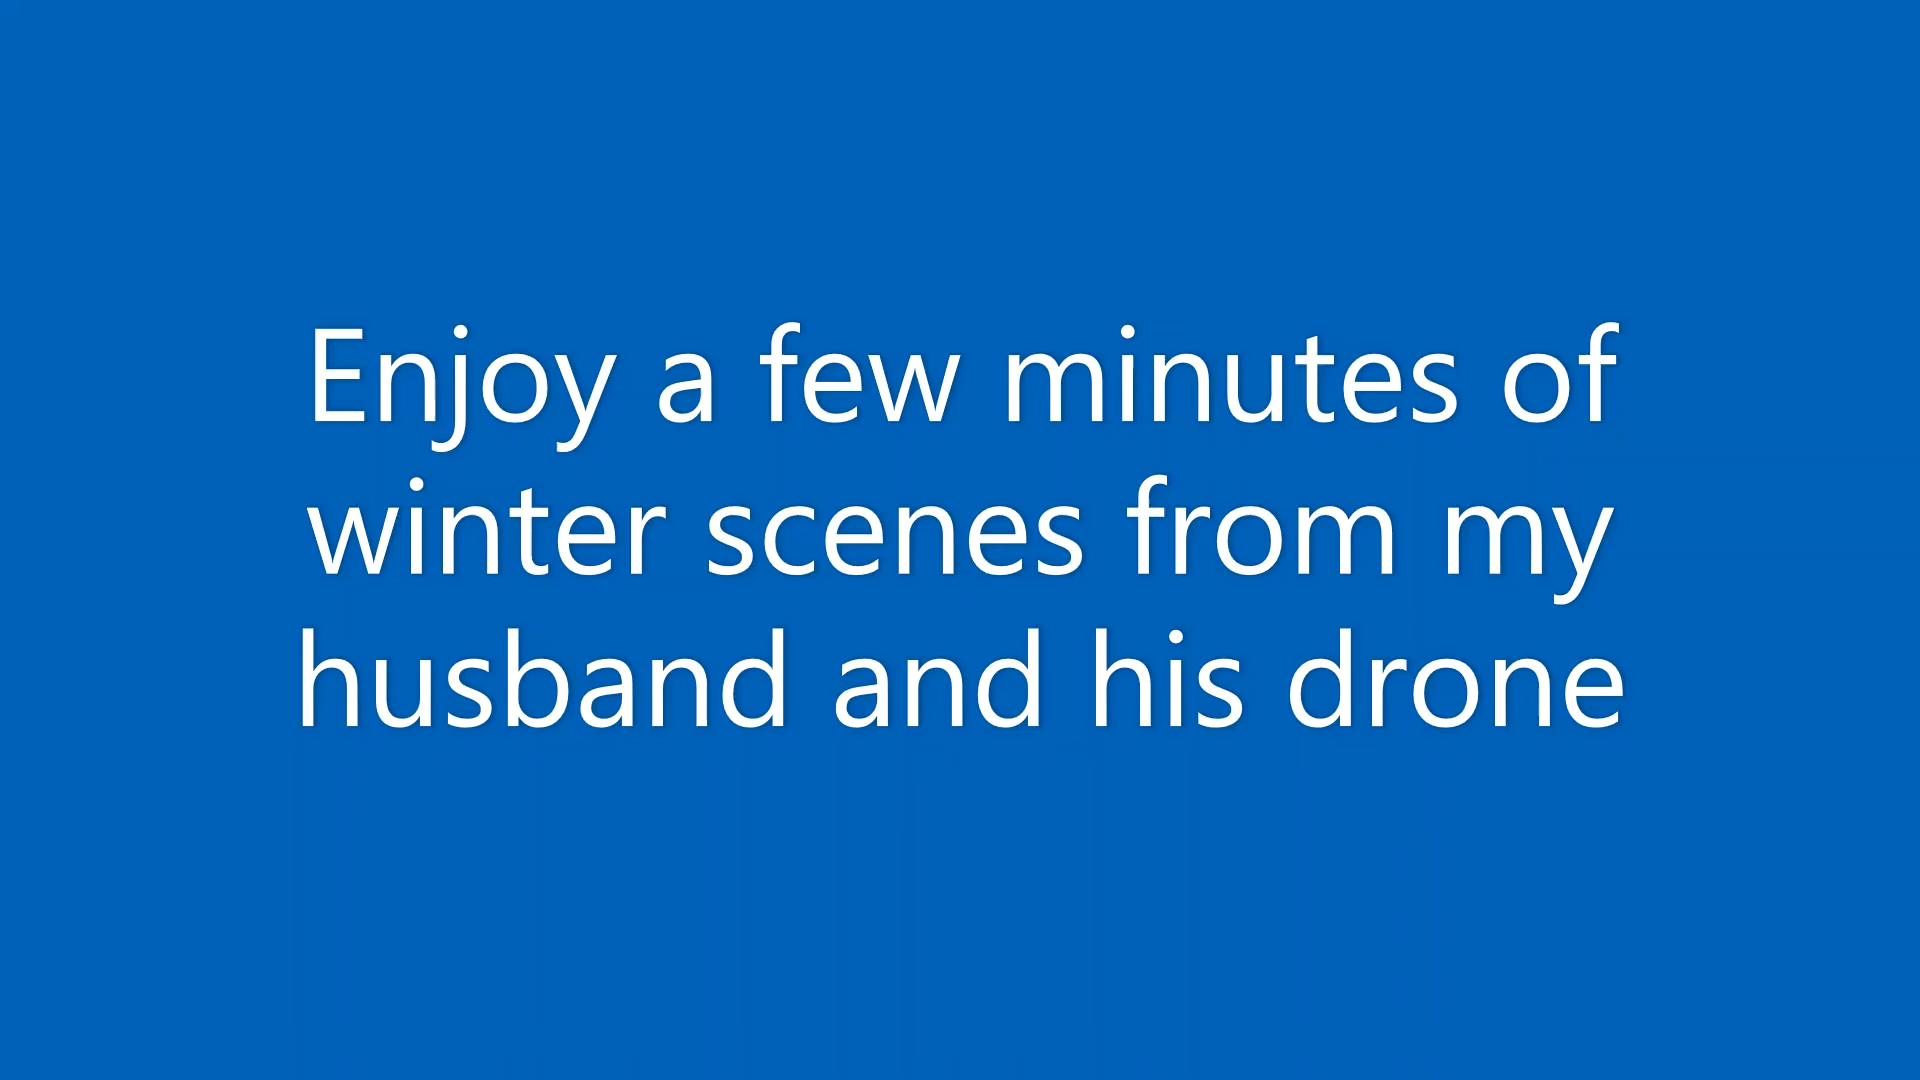 Enjoy a few minutes of
winter scenes from my
husband and his drone